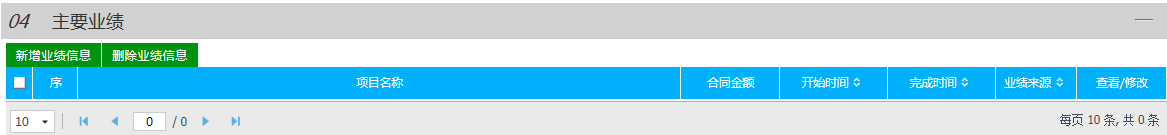 04 主要业绩
新增业绩信息 删除业绩信息
序 项目名称 合同金额 开始时间 完成时间 业绩来源 查看/修改
10 0 / 0 每页 10 条, 共 0 条